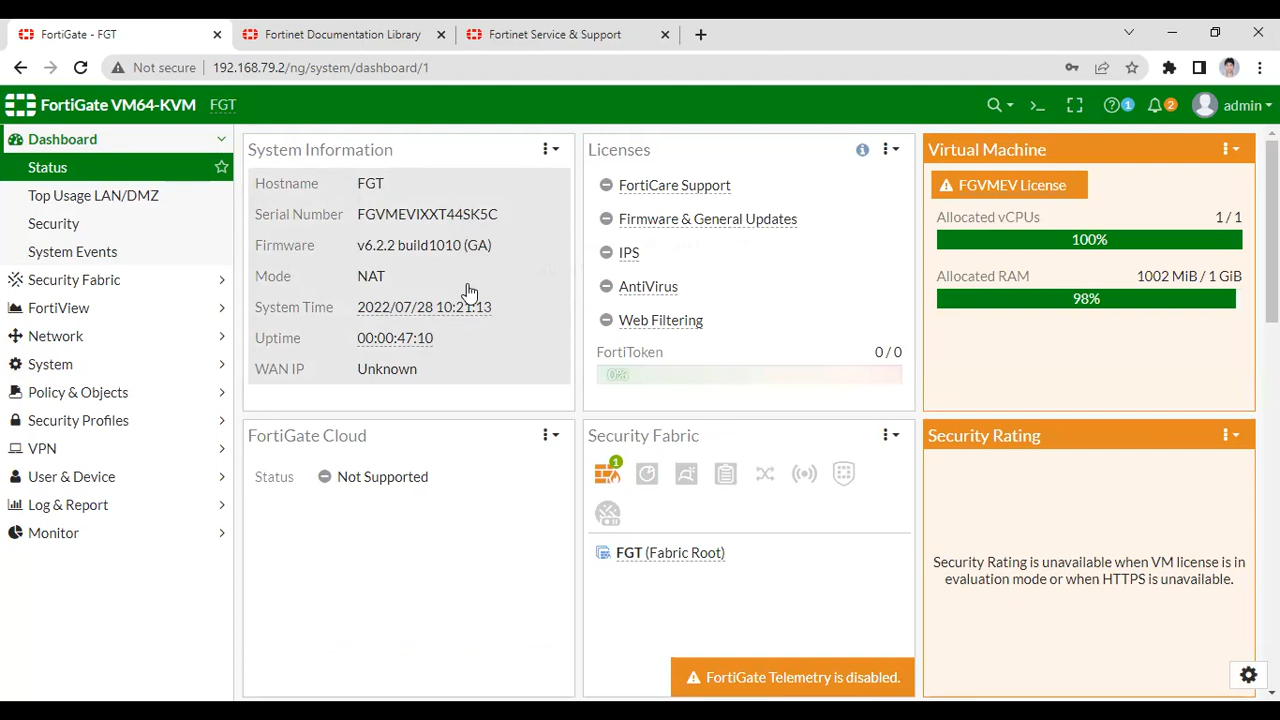 FortiGate - FGT
Fortinet Documentation Library
Fortinet Service & Support
Not secure
192.168.79.2/ng/system/dashboard/1
FortiGate VM64-KVM
FGT
1
2
admin
Dashboard
Status
Top Usage LAN/DMZ
Security
System Events
Security Fabric
FortiView
Network
System
Policy & Objects
Security Profiles
VPN
User & Device
Log & Report
Monitor
System Information
Hostname FGT
Serial Number FGVMEVIXXT44SK5C
Firmware v6.2.2 build1010 (GA)
Mode NAT
System Time 2022/07/28 10:21:13
Uptime 00:00:47:10
WAN IP Unknown
Licenses
FortiCare Support
Firmware & General Updates
IPS
AntiVirus
Web Filtering
FortiToken 0 / 0
0%
Virtual Machine
FGVMEV License
Allocated vCPUs 1 / 1
100%
Allocated RAM 1002 MiB / 1 GiB
98%
FortiGate Cloud
Status Not Supported
Security Fabric
1
FGT (Fabric Root)
FortiGate Telemetry is disabled.
Security Rating
Security Rating is unavailable when VM license is in
evaluation mode or when HTTPS is unavailable.